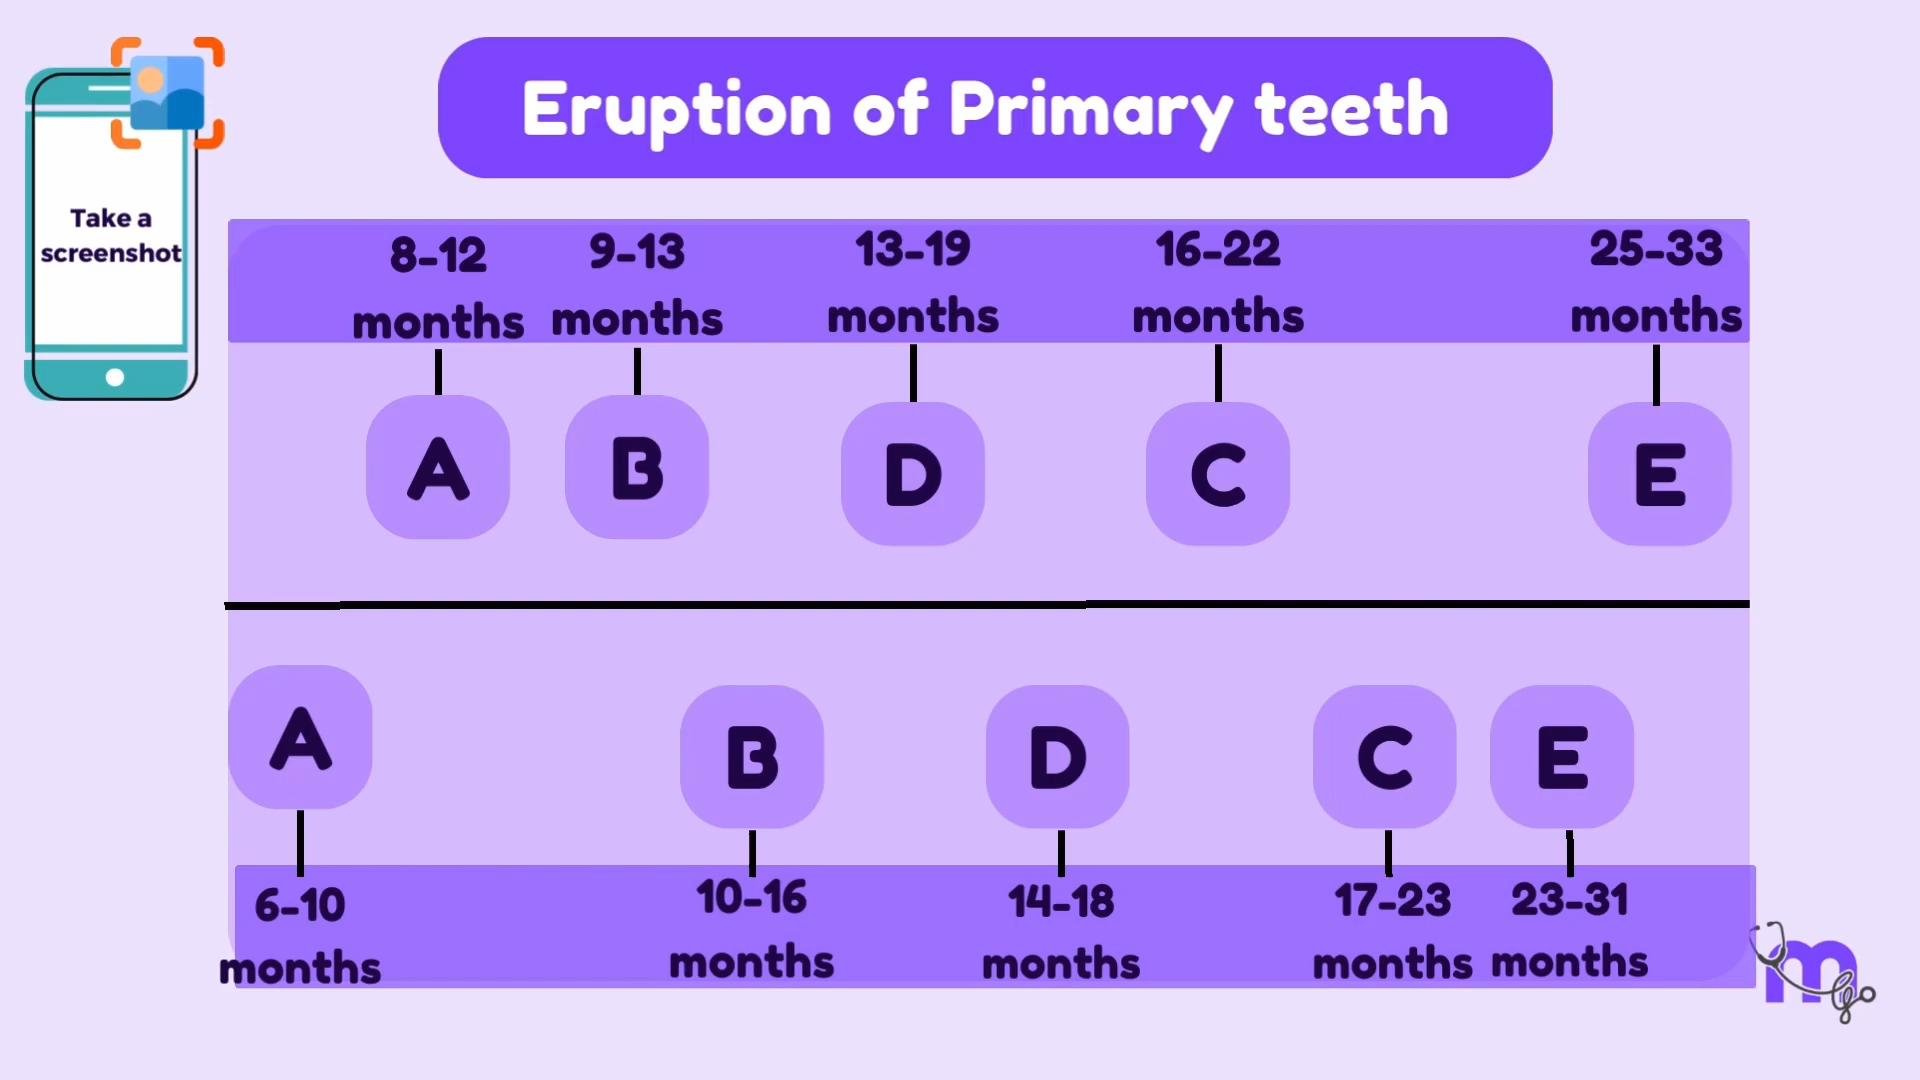 Eruption of Primary teeth
Take a
screenshot
8-12 9-13 13-19 16-22 25-33
months months months months months
A B D C E
A B D C E
6-10 10-16 14-18 17-23 23-31
months months months months months
m go